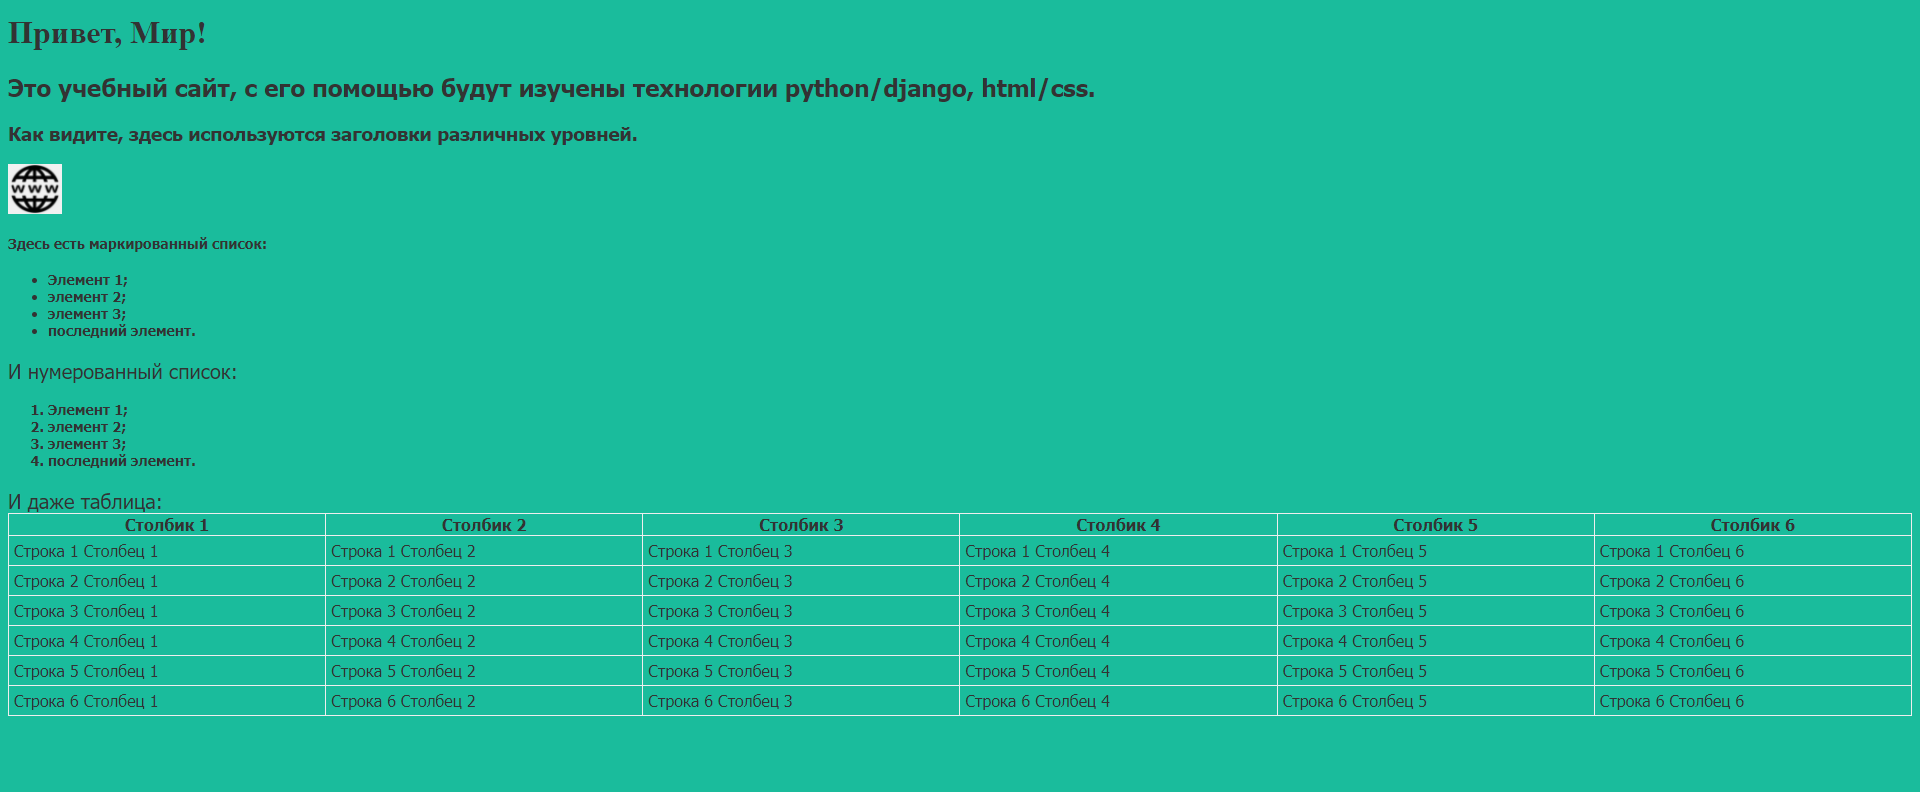 Привет, Мир!
Это учебный сайт, с его помощью будут изучены технологии python/django, html/css.
Как видите, здесь используются заголовки различных уровней.
WWW
Здесь есть маркированный список:
• Элемент 1;
• элемент 2;
• элемент 3;
• последний элемент.
И нумерованный список:
1. Элемент 1;
2. элемент 2;
3. элемент 3;
4. последний элемент.
И даже таблица:
Столбик 1 Столбик 2 Столбик 3 Столбик 4 Столбик 5 Столбик 6
Строка 1 Столбец 1 Строка 1 Столбец 2 Строка 1 Столбец 3 Строка 1 Столбец 4 Строка 1 Столбец 5 Строка 1 Столбец 6
Строка 2 Столбец 1 Строка 2 Столбец 2 Строка 2 Столбец 3 Строка 2 Столбец 4 Строка 2 Столбец 5 Строка 2 Столбец 6
Строка 3 Столбец 1 Строка 3 Столбец 2 Строка 3 Столбец 3 Строка 3 Столбец 4 Строка 3 Столбец 5 Строка 3 Столбец 6
Строка 4 Столбец 1 Строка 4 Столбец 2 Строка 4 Столбец 3 Строка 4 Столбец 4 Строка 4 Столбец 5 Строка 4 Столбец 6
Строка 5 Столбец 1 Строка 5 Столбец 2 Строка 5 Столбец 3 Строка 5 Столбец 4 Строка 5 Столбец 5 Строка 5 Столбец 6
Строка 6 Столбец 1 Строка 6 Столбец 2 Строка 6 Столбец 3 Строка 6 Столбец 4 Строка 6 Столбец 5 Строка 6 Столбец 6